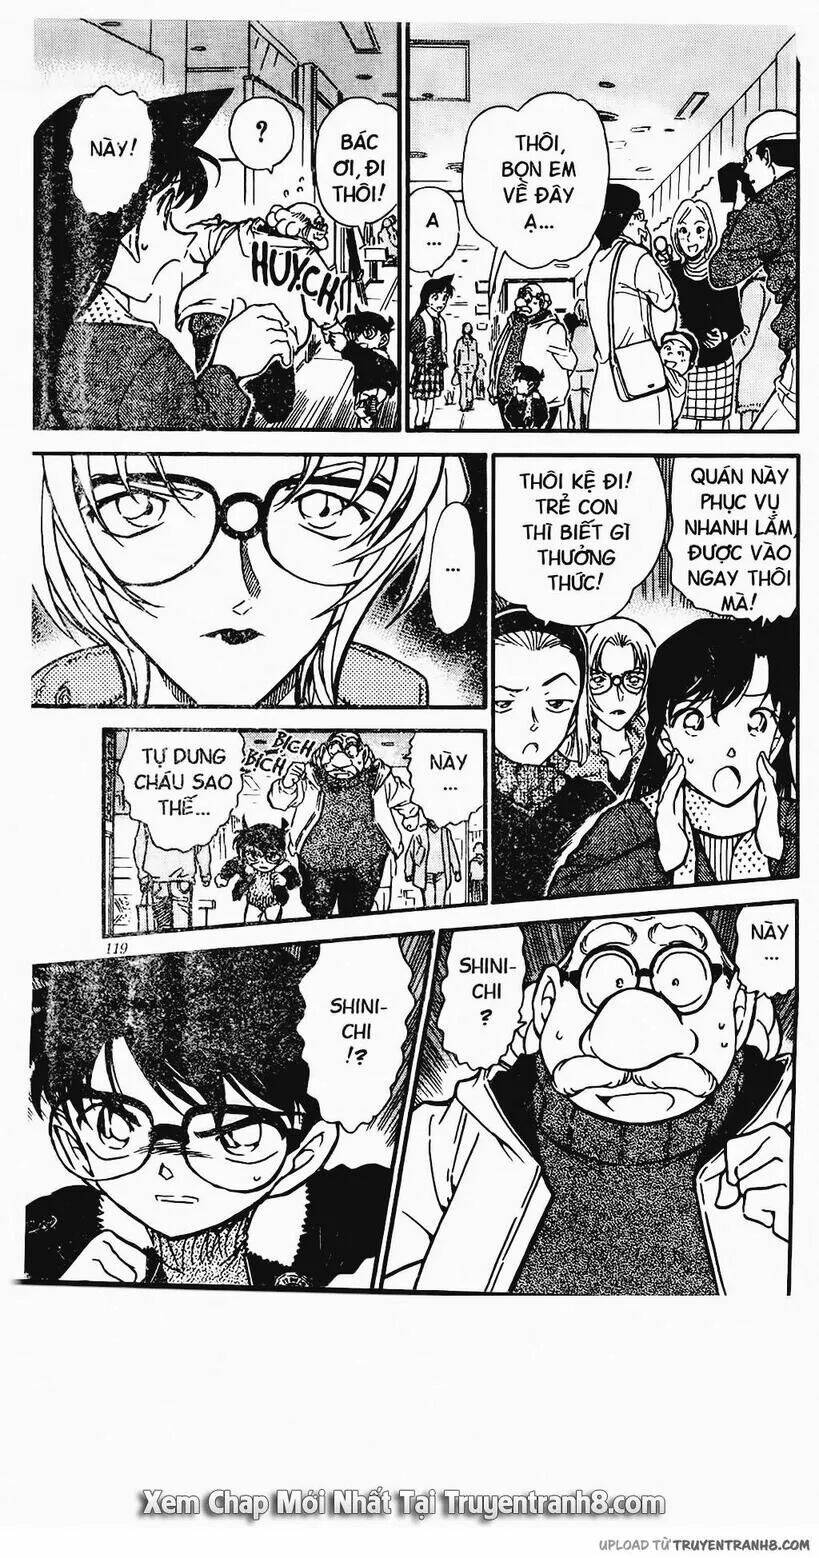 THÔI,
BỌN EM
VỀ ĐÂY
Ạ...
A
...
BÁC
ƠI, ĐI
THÔI!
?
HUỴCH!
NÀY!
QUÁN NÀY
PHỤC VỤ
NHANH LẮM,
ĐƯỢC VÀO
NGAY THÔI
MÀ!
THÔI KỆ ĐI!
TRẺ CON
THÌ BIẾT GÌ
THƯỞNG
THỨC!
...
NÀY
...
BỊCH
BỊCH
TỰ DƯNG
CHÁU SAO
THẾ...
119
NÀY
...
SHINI-
CHI
?
SHINI-
CHI
!?
Xem Chap Mới Nhất Tại Truyentranh8.com
UPLOAD TỪ TRUYENTRANH8.COM